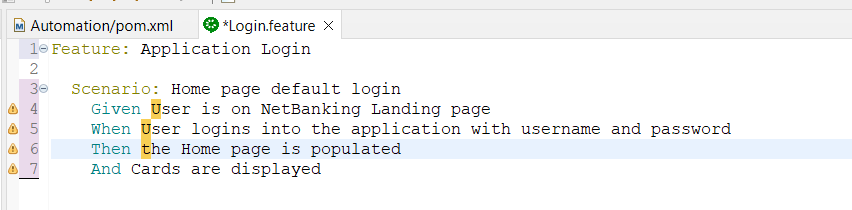 Automation/pom.xml
*Login.feature
1 Feature: Application Login
2
3 Scenario: Home page default login
4 Given User is on NetBanking Landing page
5 When User logins into the application with username and password
6 Then the Home page is populated
7 And Cards are displayed